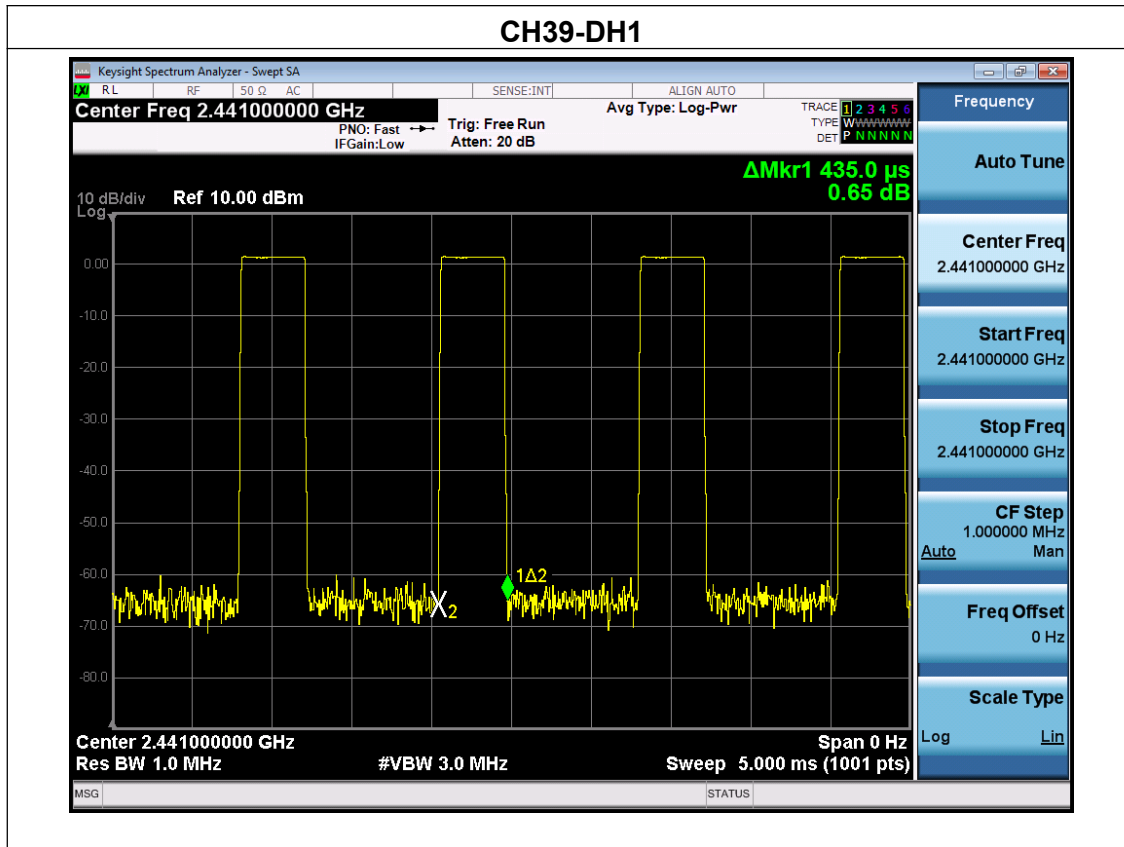 CH39-DH1
Keysight Spectrum Analyzer - Swept SA
LXI RL RF 50 Ω AC SENSE:INT ALIGN AUTO
Center Freq 2.441000000 GHz
PNO: Fast
IFGain:Low
Trig: Free Run
Atten: 20 dB
Avg Type: Log-Pwr
TRACE 1 2 3 4 5 6
TYPE WWWWWW
DET P N N N N N
ΔMkr1 435.0 µs
0.65 dB
10 dB/div Ref 10.00 dBm
Log
0.00
-10.0
-20.0
-30.0
-40.0
-50.0
-60.0
-70.0
-80.0
1Δ2
X2
Center 2.441000000 GHz Span 0 Hz
Res BW 1.0 MHz #VBW 3.0 MHz Sweep 5.000 ms (1001 pts)
MSG STATUS
Frequency
Auto Tune
Center Freq
2.441000000 GHz
Start Freq
2.441000000 GHz
Stop Freq
2.441000000 GHz
CF Step
1.000000 MHz
Auto Man
Freq Offset
0 Hz
Scale Type
Log Lin